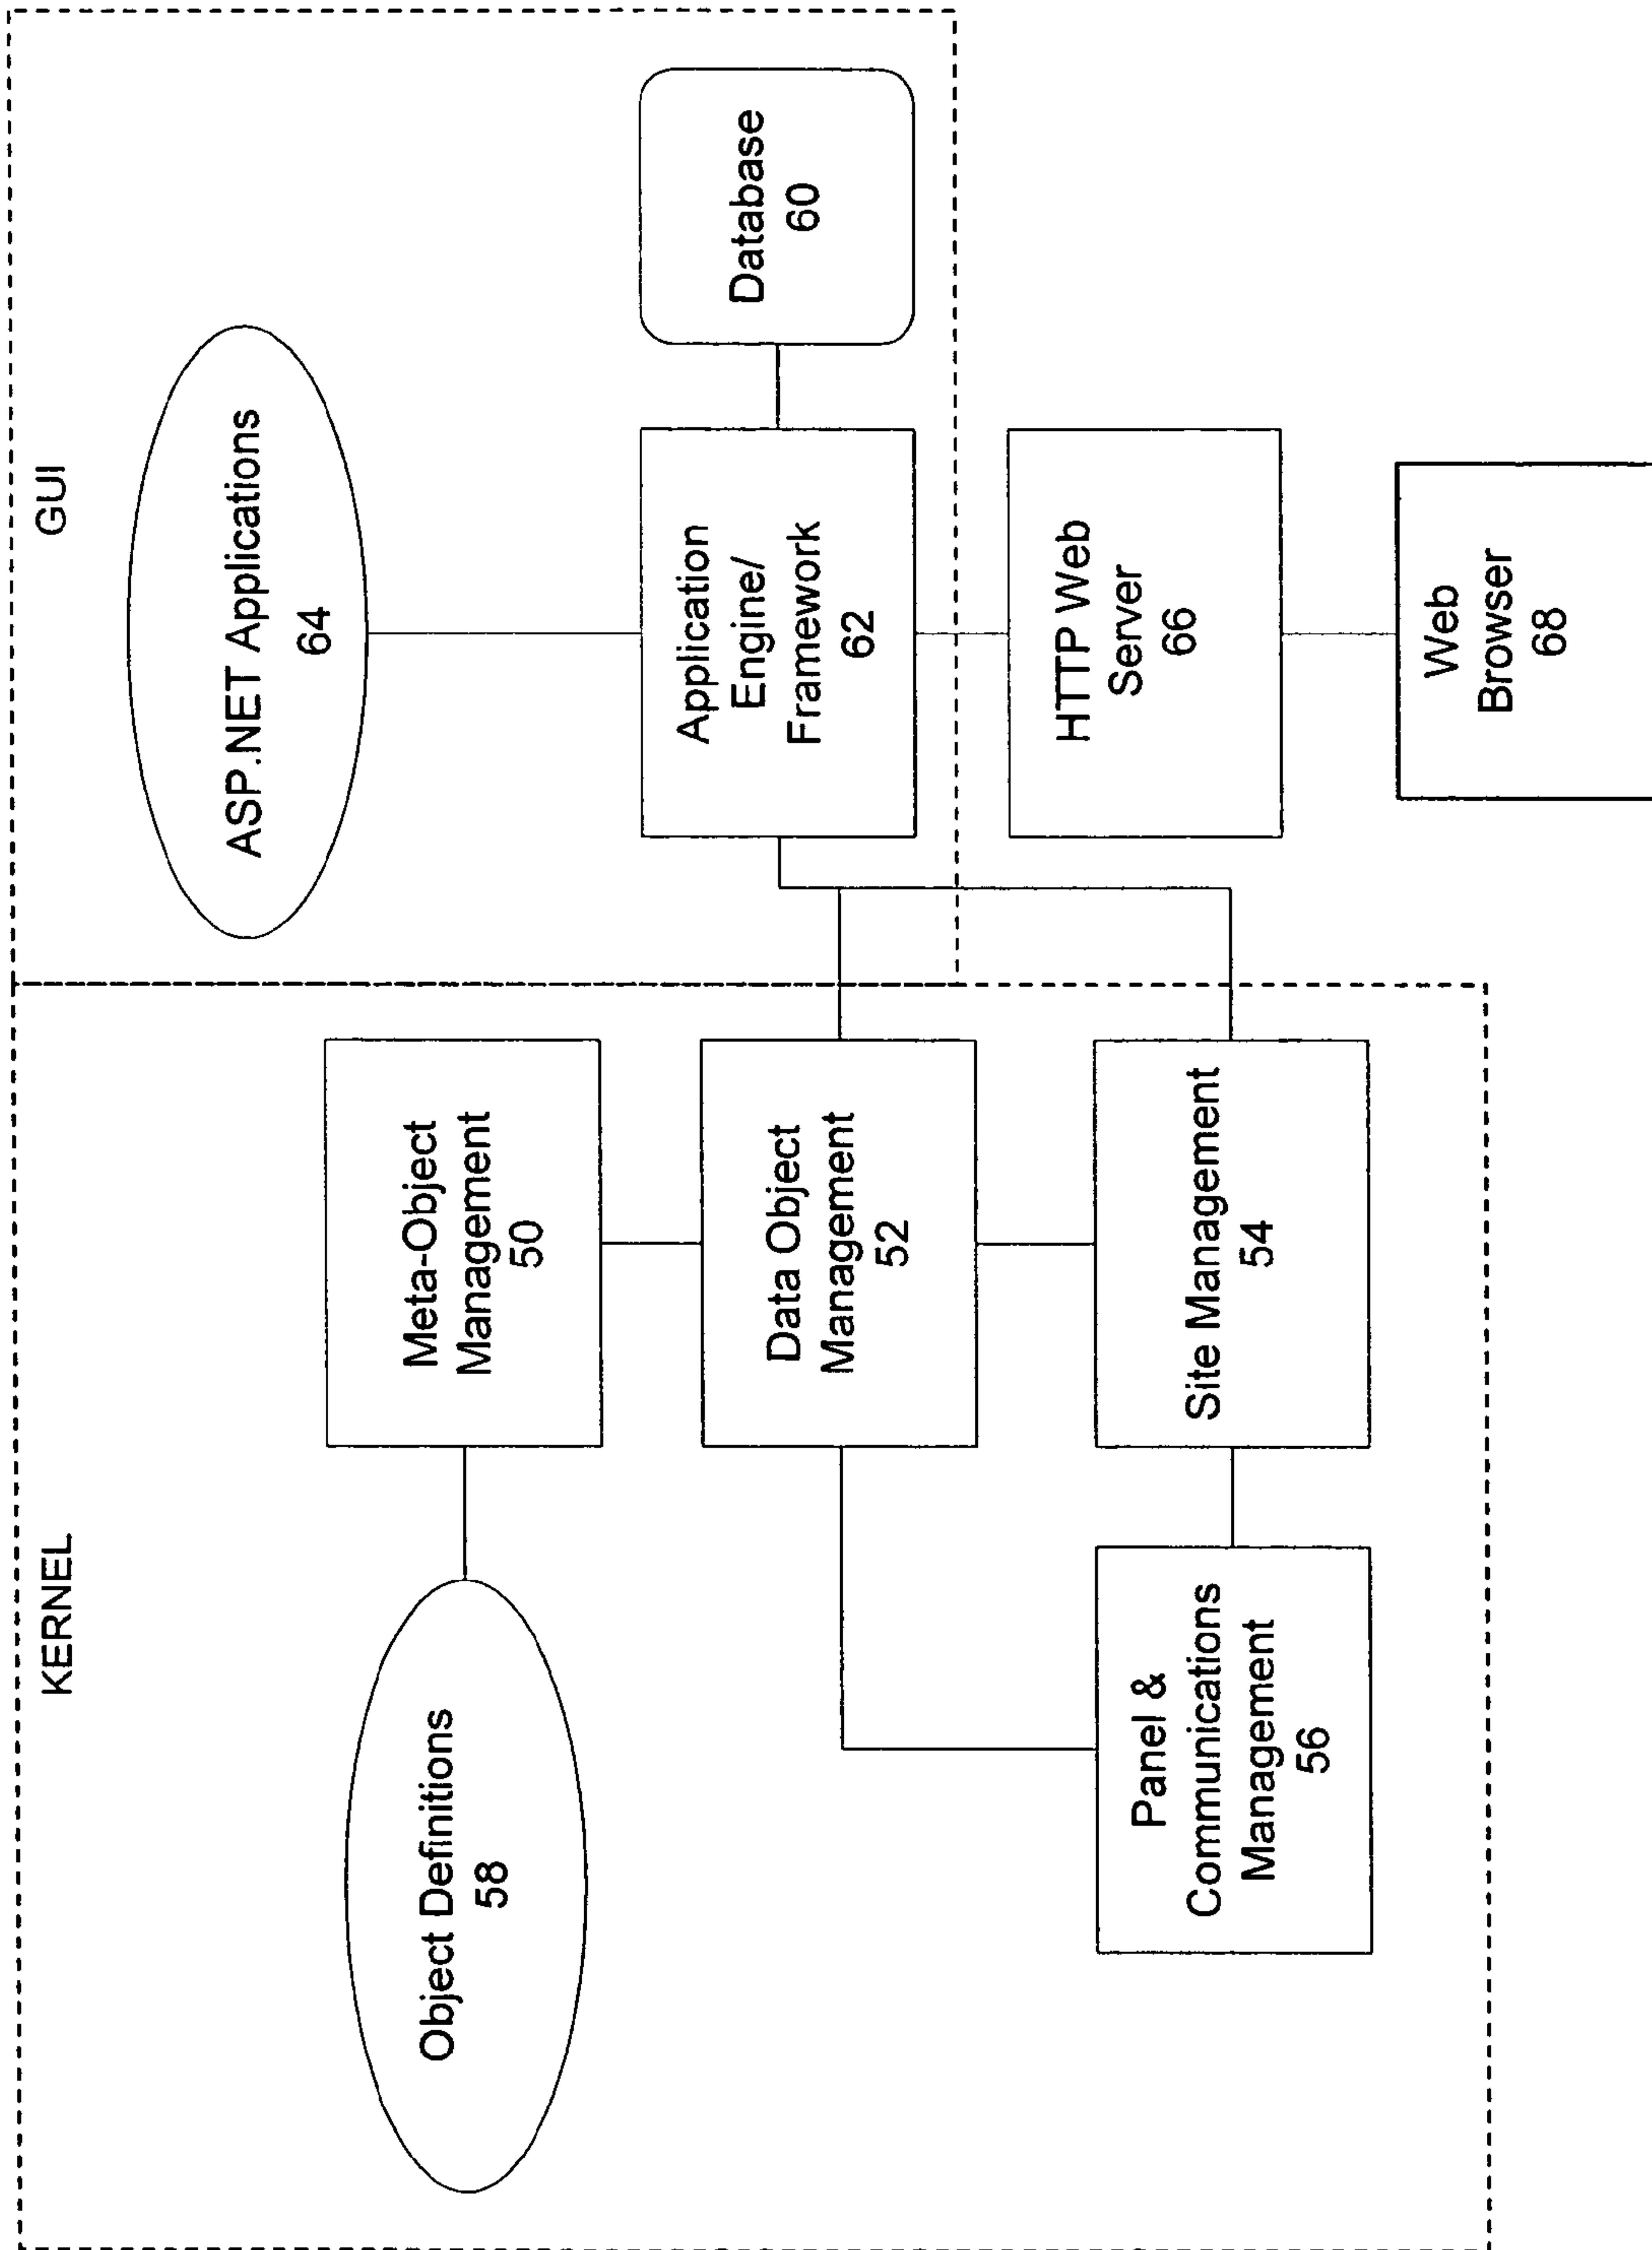 KERNEL
Object Definitions
58
Meta-Object
Management
50
Data Object
Management
52
Panel &
Communications
Management
56
Site Management
54
GUI
ASP.NET Applications
64
Application
Engine/
Framework
62
Database
60
HTTP Web
Server
66
Web
Browser
68